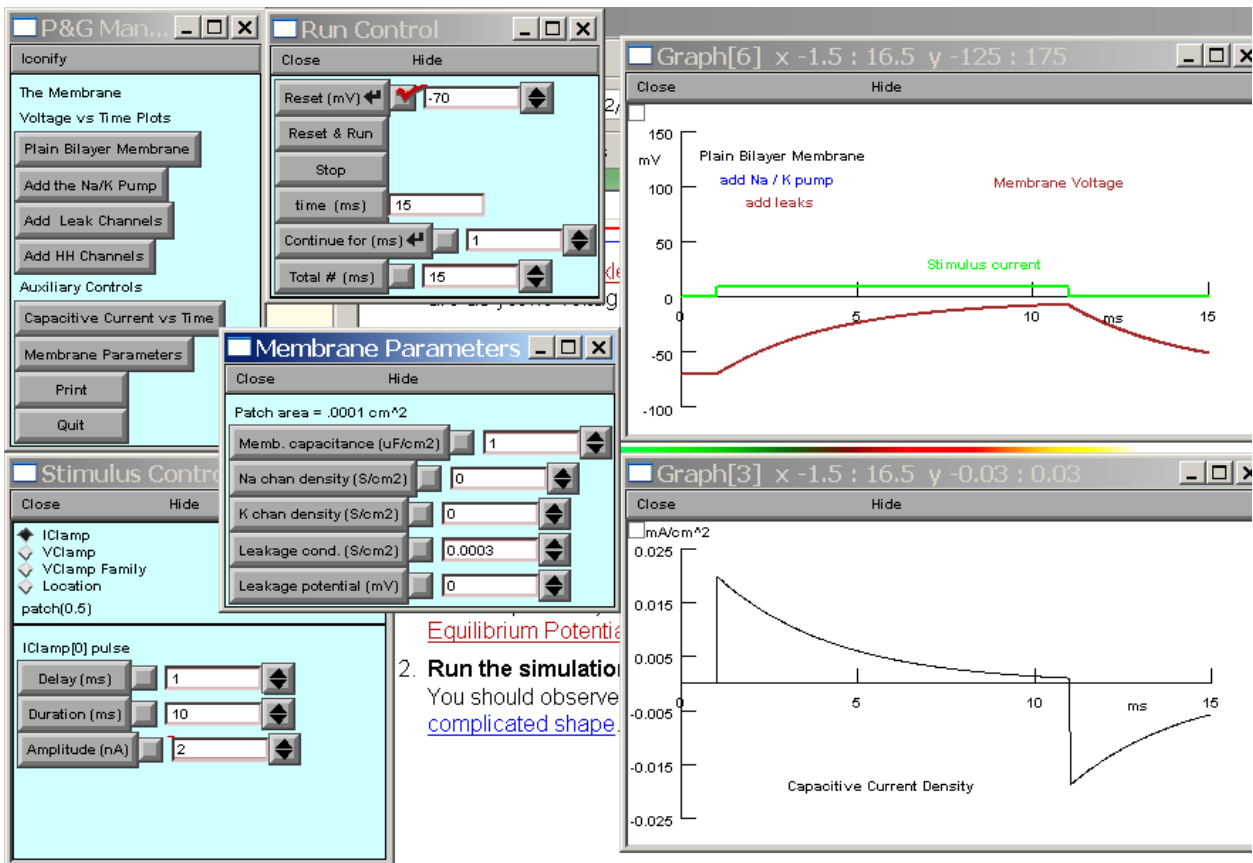 P&G Man...
Iconify
The Membrane
Voltage vs Time Plots
Plain Bilayer Membrane
Add the Na/K Pump
Add Leak Channels
Add HH Channels
Auxiliary Controls
Capacitive Current vs Time
Membrane Parameters
Print
Quit
Run Control
Close Hide
Reset (mV) -70
Reset & Run
Stop
time (ms) 15
Continue for (ms) 1
Total # (ms) 15
Membrane Parameters
Close Hide
Patch area = .0001 cm^2
Memb. capacitance (uF/cm2) 1
Na chan density (S/cm2) 0
K chan density (S/cm2) 0
Leakage cond. (S/cm2) 0.0003
Leakage potential (mV) 0
Stimulus Contro
Close Hide
IClamp
VClamp
VClamp Family
Location
patch(0.5)
IClamp[0] pulse
Delay (ms) 1
Duration (ms) 10
Amplitude (nA) 2
Equilibrium Potentia
2. Run the simulation
You should observe
complicated shape.
Graph[6] x -1.5 : 16.5 y -125 : 175
Close Hide
150
mV
100
50
0
-50
-100
Plain Bilayer Membrane
add Na / K pump
add leaks
Membrane Voltage
Stimulus current
0 5 10 ms 15
Graph[3] x -1.5 : 16.5 y -0.03 : 0.03
Close Hide
mA/cm^2
0.025
0.015
0.005
-0.005
-0.015
-0.025
0 5 10 ms 15
Capacitive Current Density